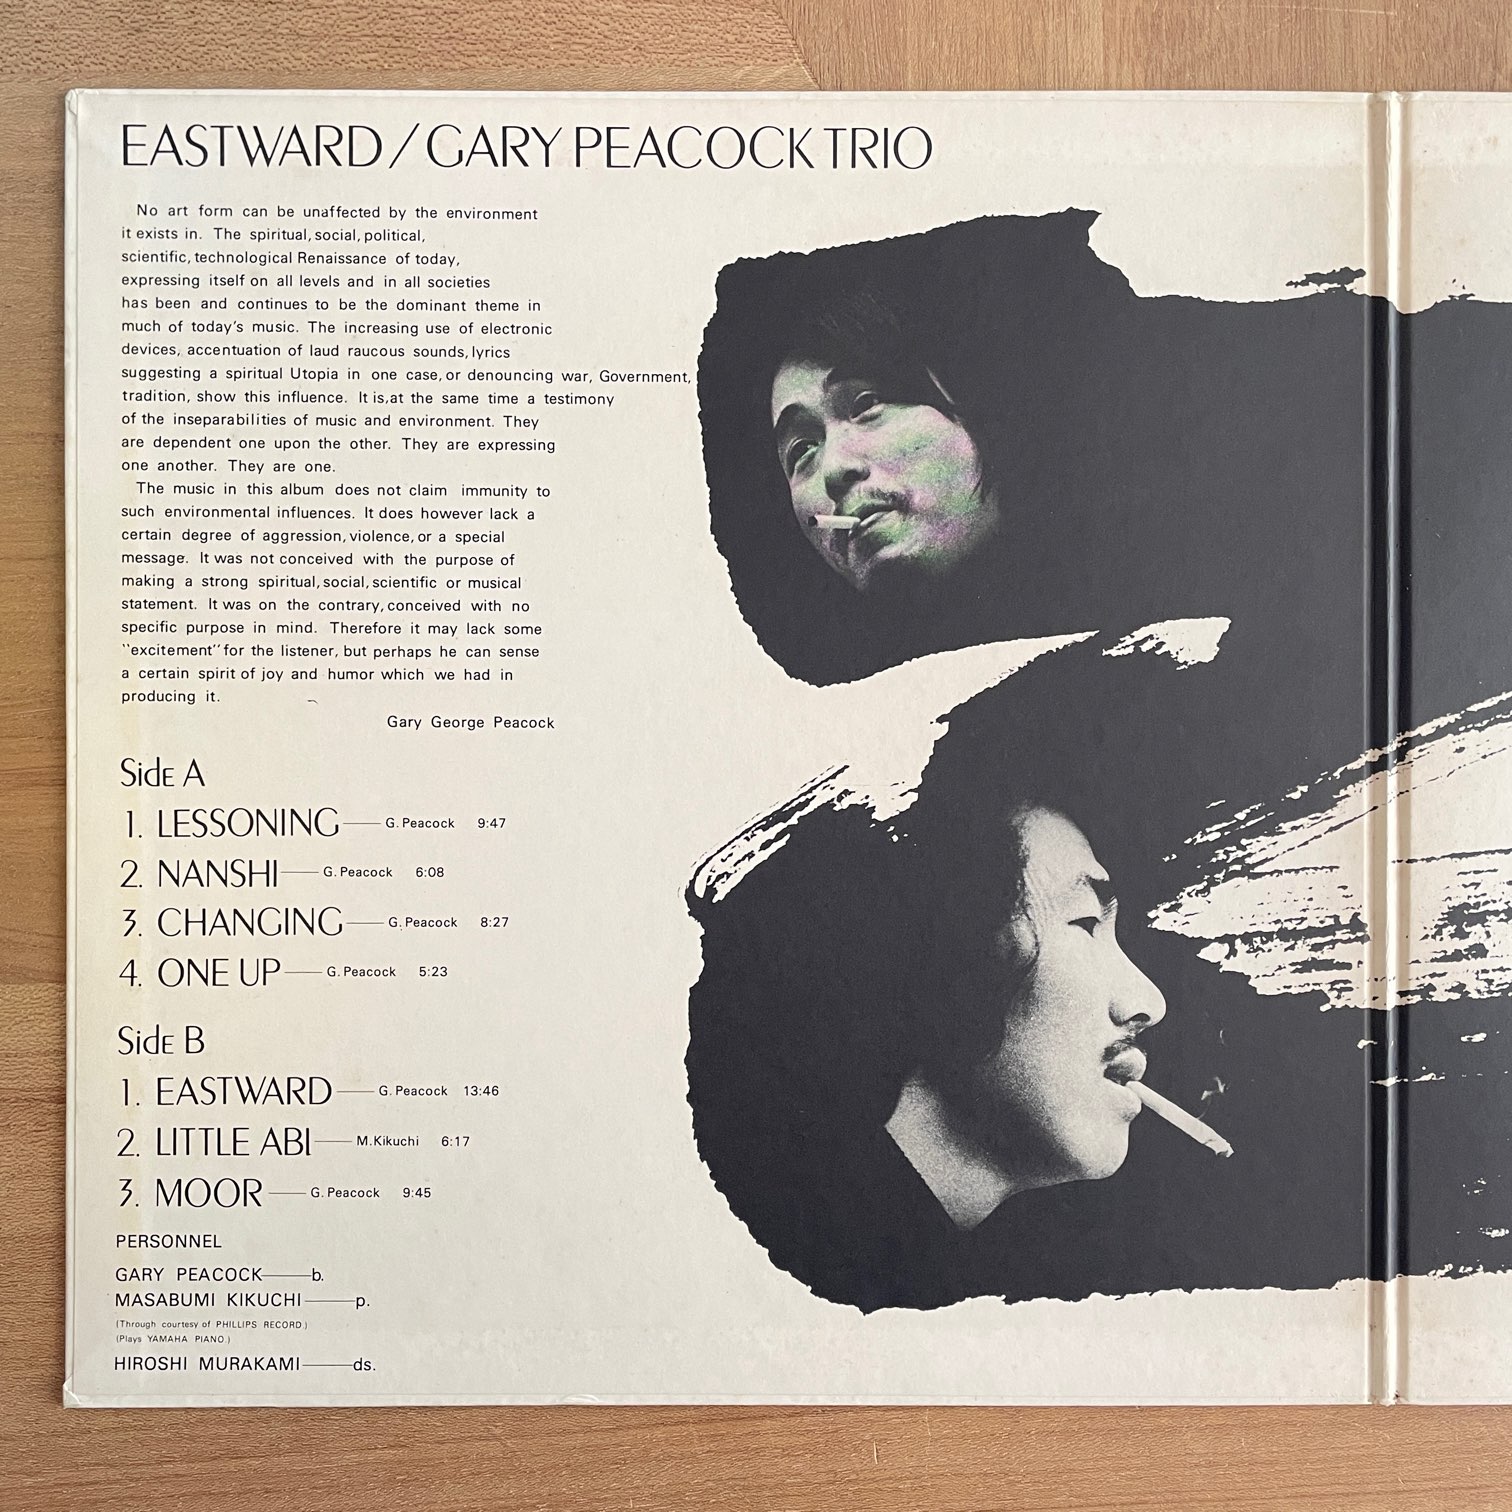 EASTWARD/GARY PEACOCK TRIO
No art form can be unaffected by the environment
it exists in. The spiritual, social, political,
scientific, technological Renaissance of today,
expressing itself on all levels and in all societies
has been and continues to be the dominant theme in
much of today's music. The increasing use of electronic
devices, accentuation of laud raucous sounds, lyrics
suggesting a spiritual Utopia in one case, or denouncing war, Government,
tradition, show this influence. It is, at the same time a testimony
of the inseparabilities of music and environment. They
are dependent one upon the other. They are expressing
one another. They are one.
The music in this album does not claim immunity to
such environmental influences. It does however lack a
certain degree of aggression, violence, or a special
message. It was not conceived with the purpose of
making a strong spiritual, social, scientific or musical
statement. It was on the contrary, conceived with no
specific purpose in mind. Therefore it may lack some
"excitement" for the listener, but perhaps he can sense
a certain spirit of joy and humor which we had in
producing it.
Gary George Peacock
Side A
1. LESSONING — G. Peacock 9:47
2. NANSHI — G. Peacock 6:08
3. CHANGING — G. Peacock 8:27
4. ONE UP — G. Peacock 5:23
Side B
1. EASTWARD — G. Peacock 13:46
2. LITTLE ABI — M. Kikuchi 6:17
3. MOOR — G. Peacock 9:45
PERSONNEL
GARY PEACOCK — b.
MASABUMI KIKUCHI — p.
(Through courtesy of PHILLIPS RECORD.)
(Plays YAMAHA PIANO.)
HIROSHI MURAKAMI — ds.